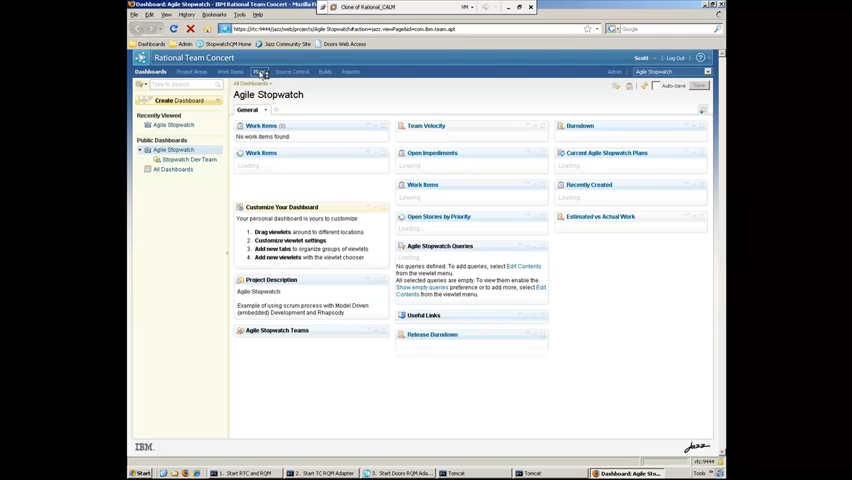 Dashboard: Agile Stopwatch - IBM Rational Team Concert - Mozilla F
Clone of Rational_CALM
VM
File Edit View History Bookmarks Tools Help
https://rtc:9444/jazz/web/projects/Agile Stopwatch#action=jazz.viewPage&id=com.ibm.team.apt
Google
Dashboards Admin StopwatchQM Home Jazz Community Site Doors Web Access
Rational Team Concert
Scott
Log Out
Dashboards Project Areas Work Items Plans Source Control Builds Reports
Admin
Agile Stopwatch
Type to search
All Dashboards >
Auto-save
Save
Agile Stopwatch
Create Dashboard
General
Recently Viewed
Agile Stopwatch
Public Dashboards
Agile Stopwatch
Stopwatch Dev Team
All Dashboards
Work Items (0)
No work items found.
Work Items
Loading
Customize Your Dashboard
Your personal dashboard is yours to customize:
1. Drag viewlets around to different locations
2. Customize viewlet settings
3. Add new tabs to organize groups of viewlets
4. Add new viewlets with the viewlet chooser
Project Description
Agile Stopwatch
Example of using scrum process with Model Driven
(embedded) Development and Rhapsody
Agile Stopwatch Teams
Team Velocity
Open Impediments
Loading
Work Items
Loading
Open Stories by Priority
Loading
Agile Stopwatch Queries
Loading
No queries defined. To add queries, select Edit Contents
from the viewlet menu.
All selected queries are empty. To view them enable the
Show empty queries preference or to add more, select Edit
Contents from the viewlet menu.
Useful Links
Release Burndown
Burndown
Current Agile Stopwatch Plans
Loading
Recently Created
Loading
Estimated vs Actual Work
IBM.
Jazz
rtc:9444
Start
1. Start RTC and RQM
2. Start TC RQM Adapter
3. Start Doors RQM Ada...
Tomcat
Tomcat
Dashboard: Agile Sto...
Tools